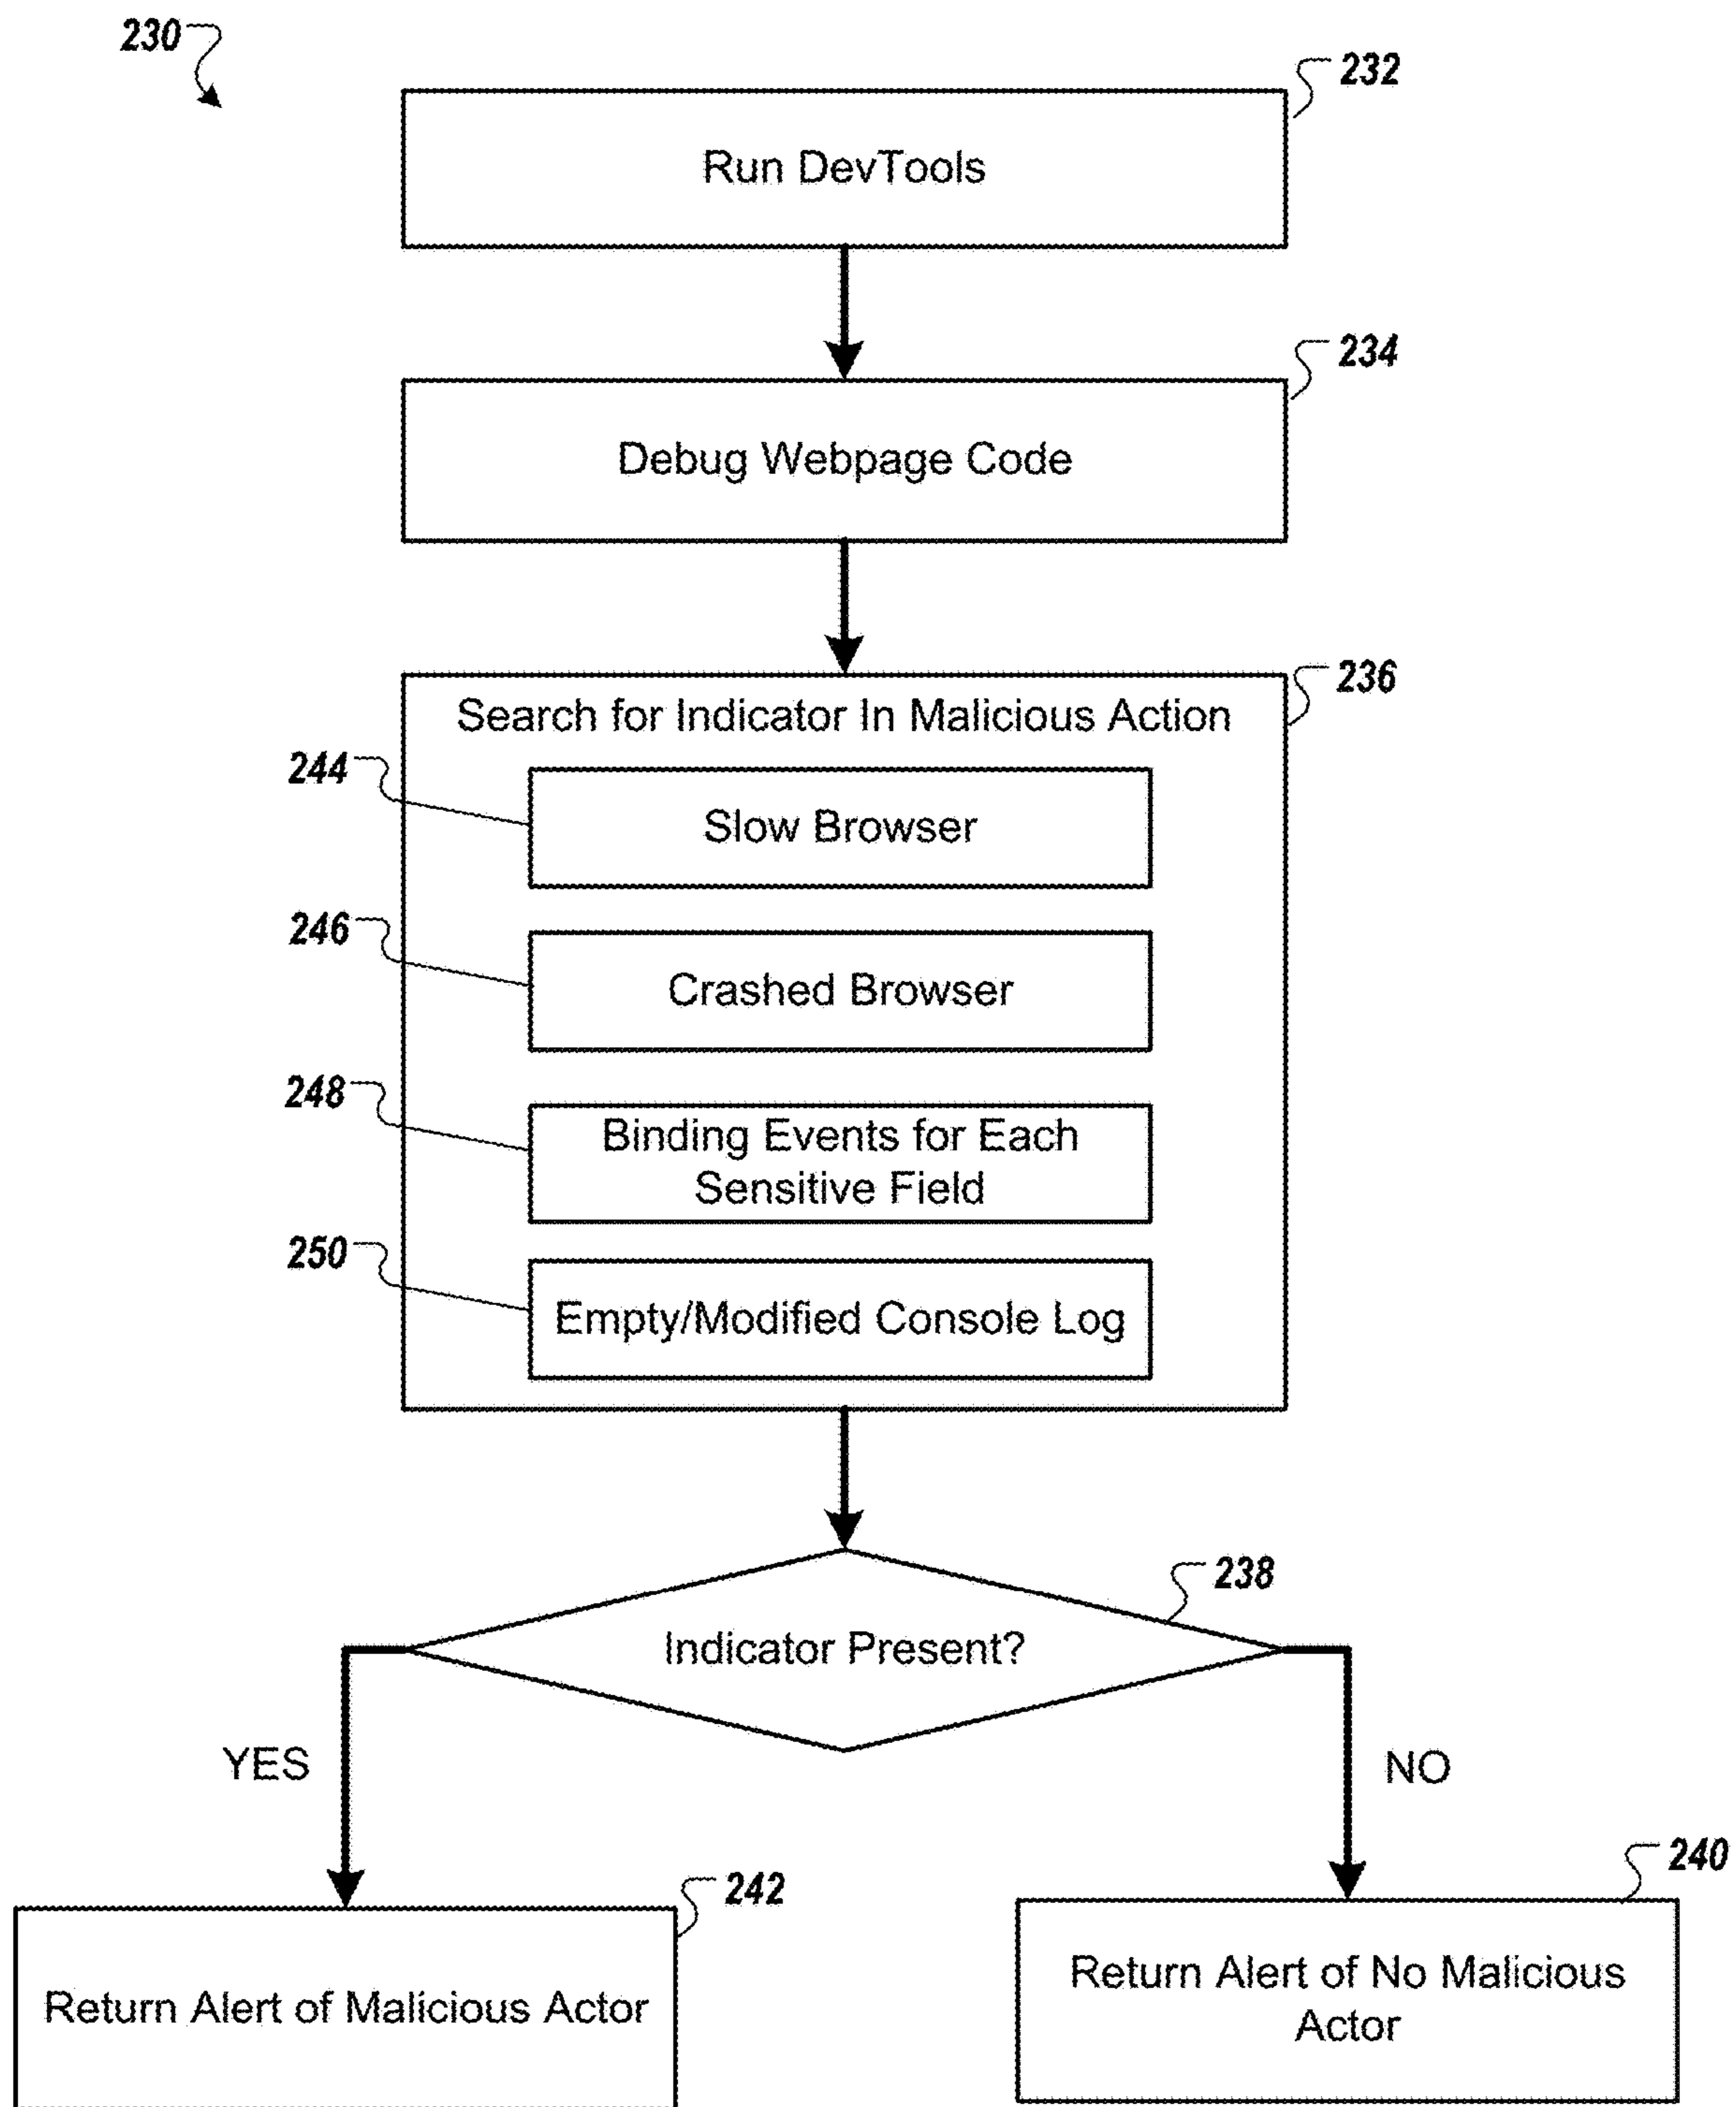 230
232
Run DevTools
234
Debug Webpage Code
236
Search for Indicator In Malicious Action
244
Slow Browser
246
Crashed Browser
248
Binding Events for Each
Sensitive Field
250
Empty/Modified Console Log
238
Indicator Present?
YES
NO
242
Return Alert of Malicious Actor
240
Return Alert of No Malicious
Actor